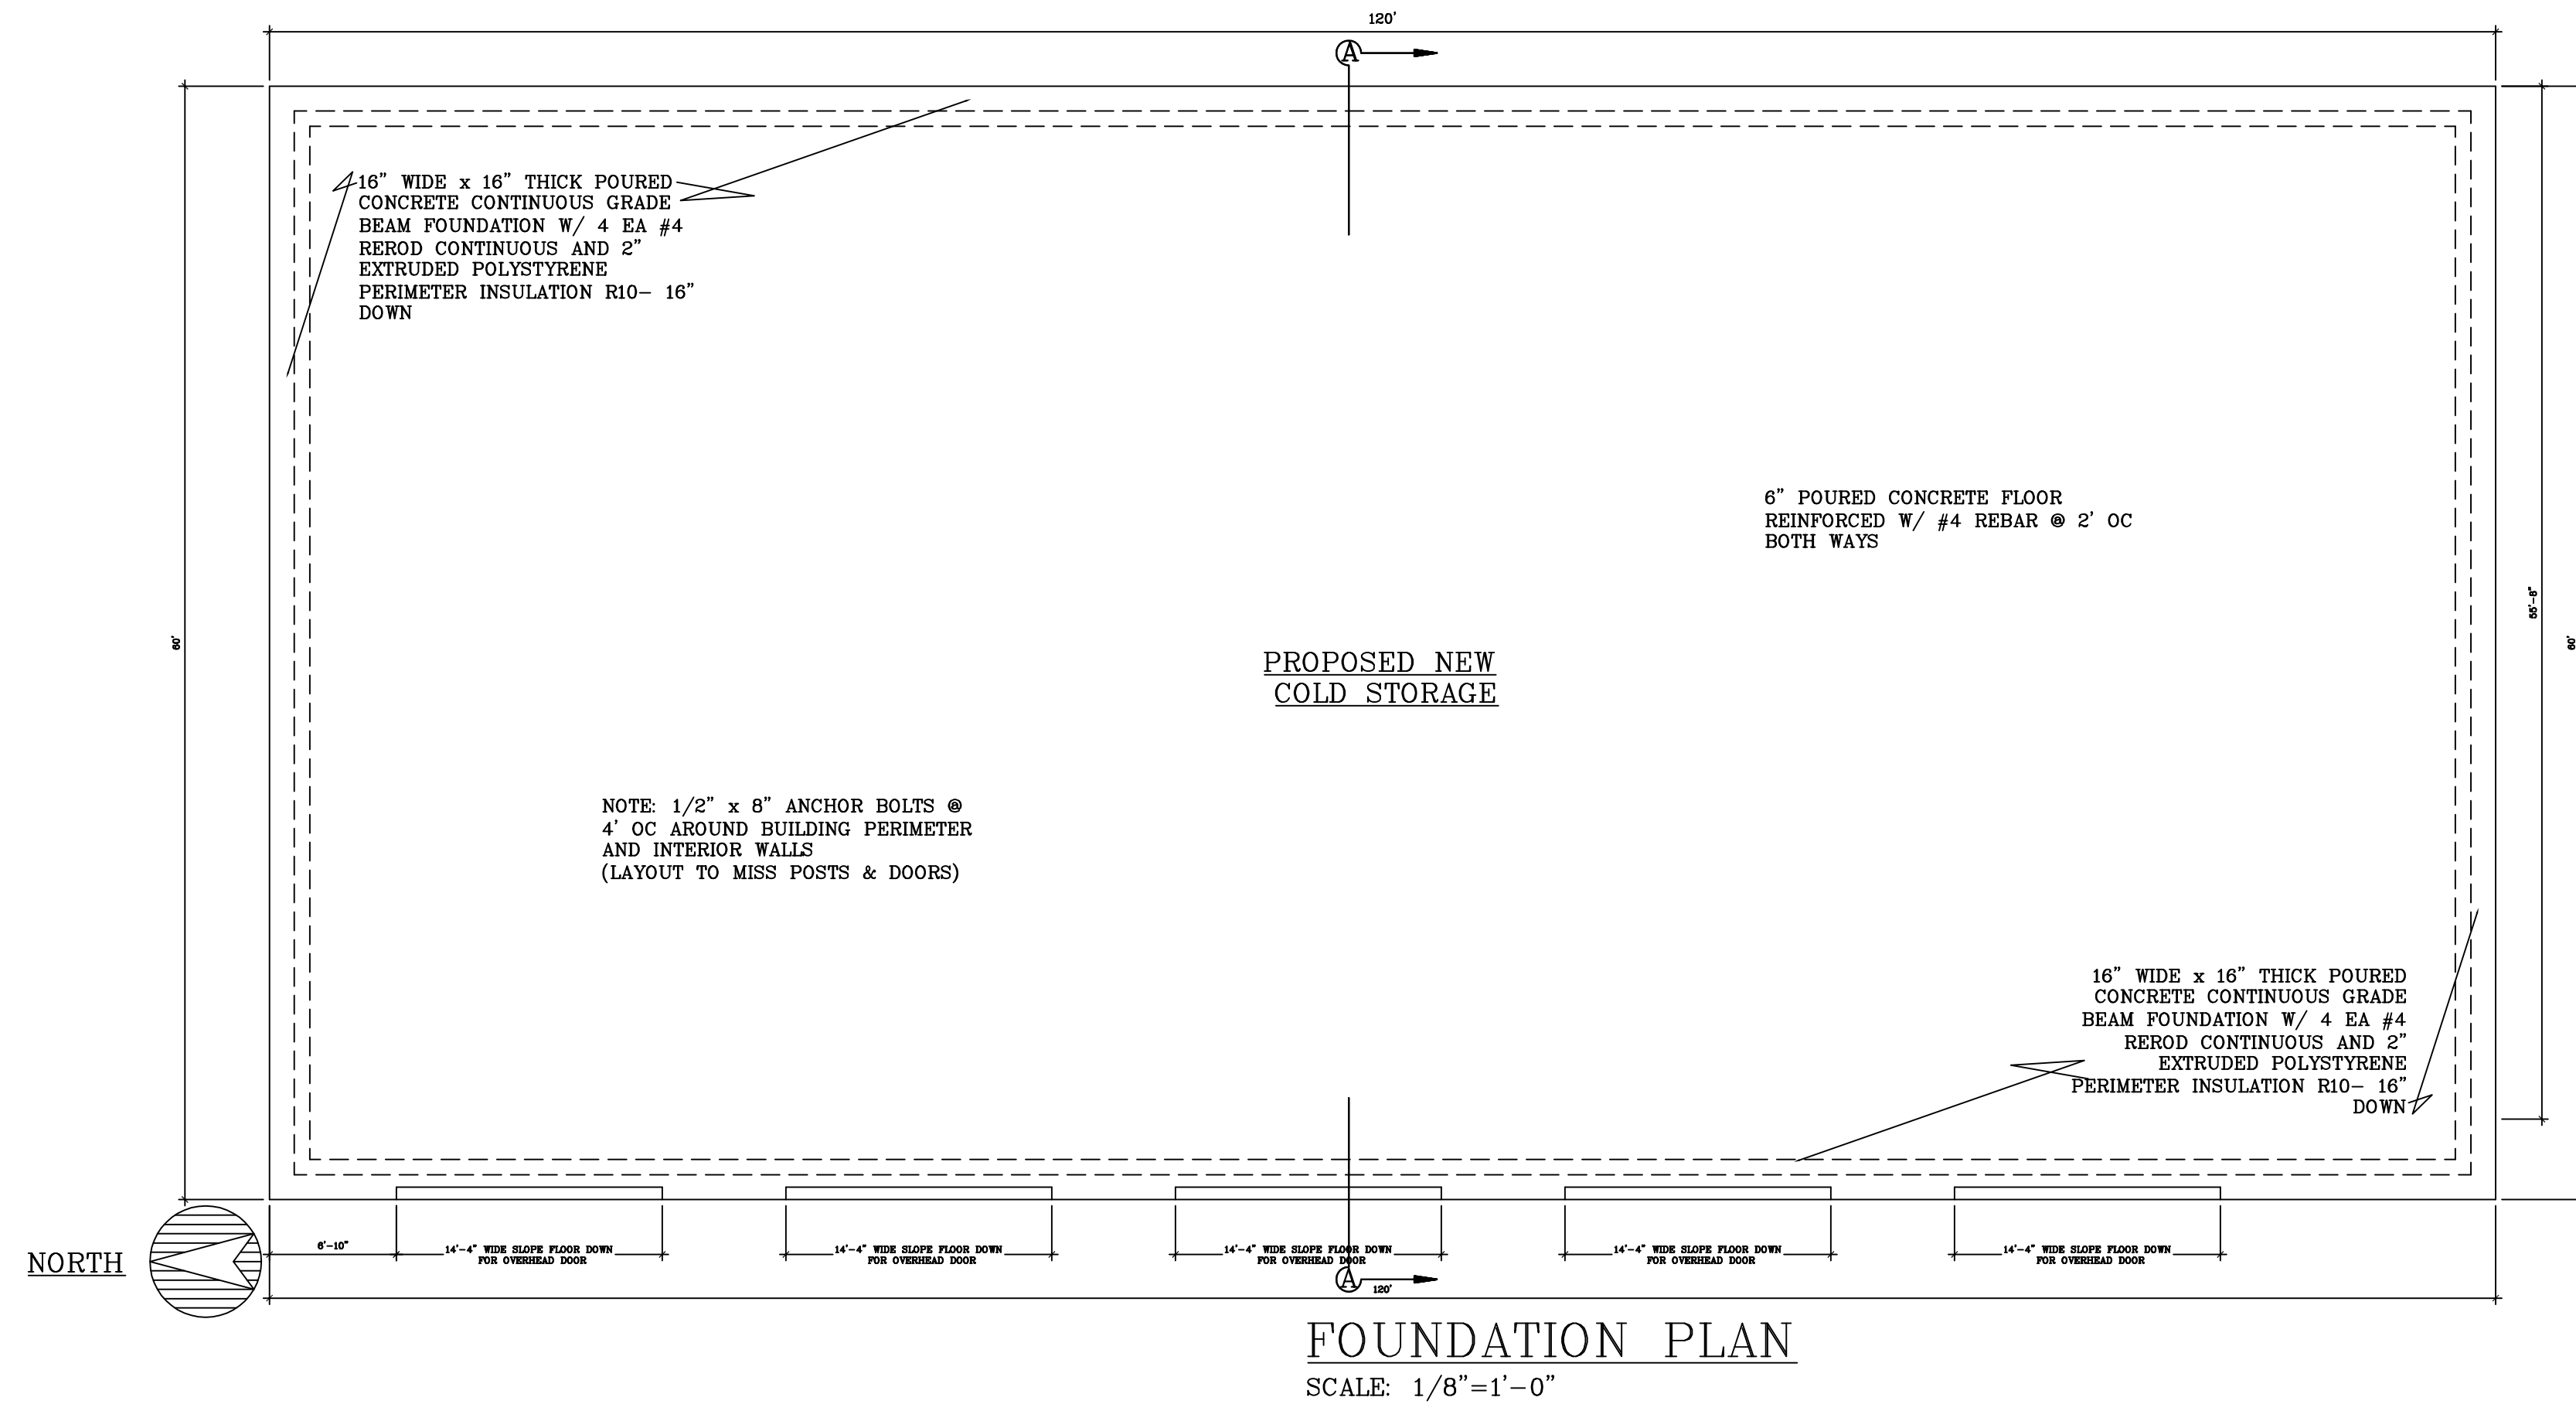 120'
A
16" WIDE x 16" THICK POURED
CONCRETE CONTINUOUS GRADE
BEAM FOUNDATION W/ 4 EA #4
REROD CONTINUOUS AND 2"
EXTRUDED POLYSTYRENE
PERIMETER INSULATION R10- 16"
DOWN
6" POURED CONCRETE FLOOR
REINFORCED W/ #4 REBAR @ 2' OC
BOTH WAYS
60'
55'-8"
60'
PROPOSED NEW
COLD STORAGE
NOTE: 1/2" x 8" ANCHOR BOLTS @
4' OC AROUND BUILDING PERIMETER
AND INTERIOR WALLS
(LAYOUT TO MISS POSTS & DOORS)
16" WIDE x 16" THICK POURED
CONCRETE CONTINUOUS GRADE
BEAM FOUNDATION W/ 4 EA #4
REROD CONTINUOUS AND 2"
EXTRUDED POLYSTYRENE
PERIMETER INSULATION R10- 16"
DOWN
NORTH
6'-10"
14'-4" WIDE SLOPE FLOOR DOWN
FOR OVERHEAD DOOR
14'-4" WIDE SLOPE FLOOR DOWN
FOR OVERHEAD DOOR
14'-4" WIDE SLOPE FLOOR DOWN
FOR OVERHEAD DOOR
14'-4" WIDE SLOPE FLOOR DOWN
FOR OVERHEAD DOOR
14'-4" WIDE SLOPE FLOOR DOWN
FOR OVERHEAD DOOR
A
120'
FOUNDATION PLAN
SCALE: 1/8"=1'-0"